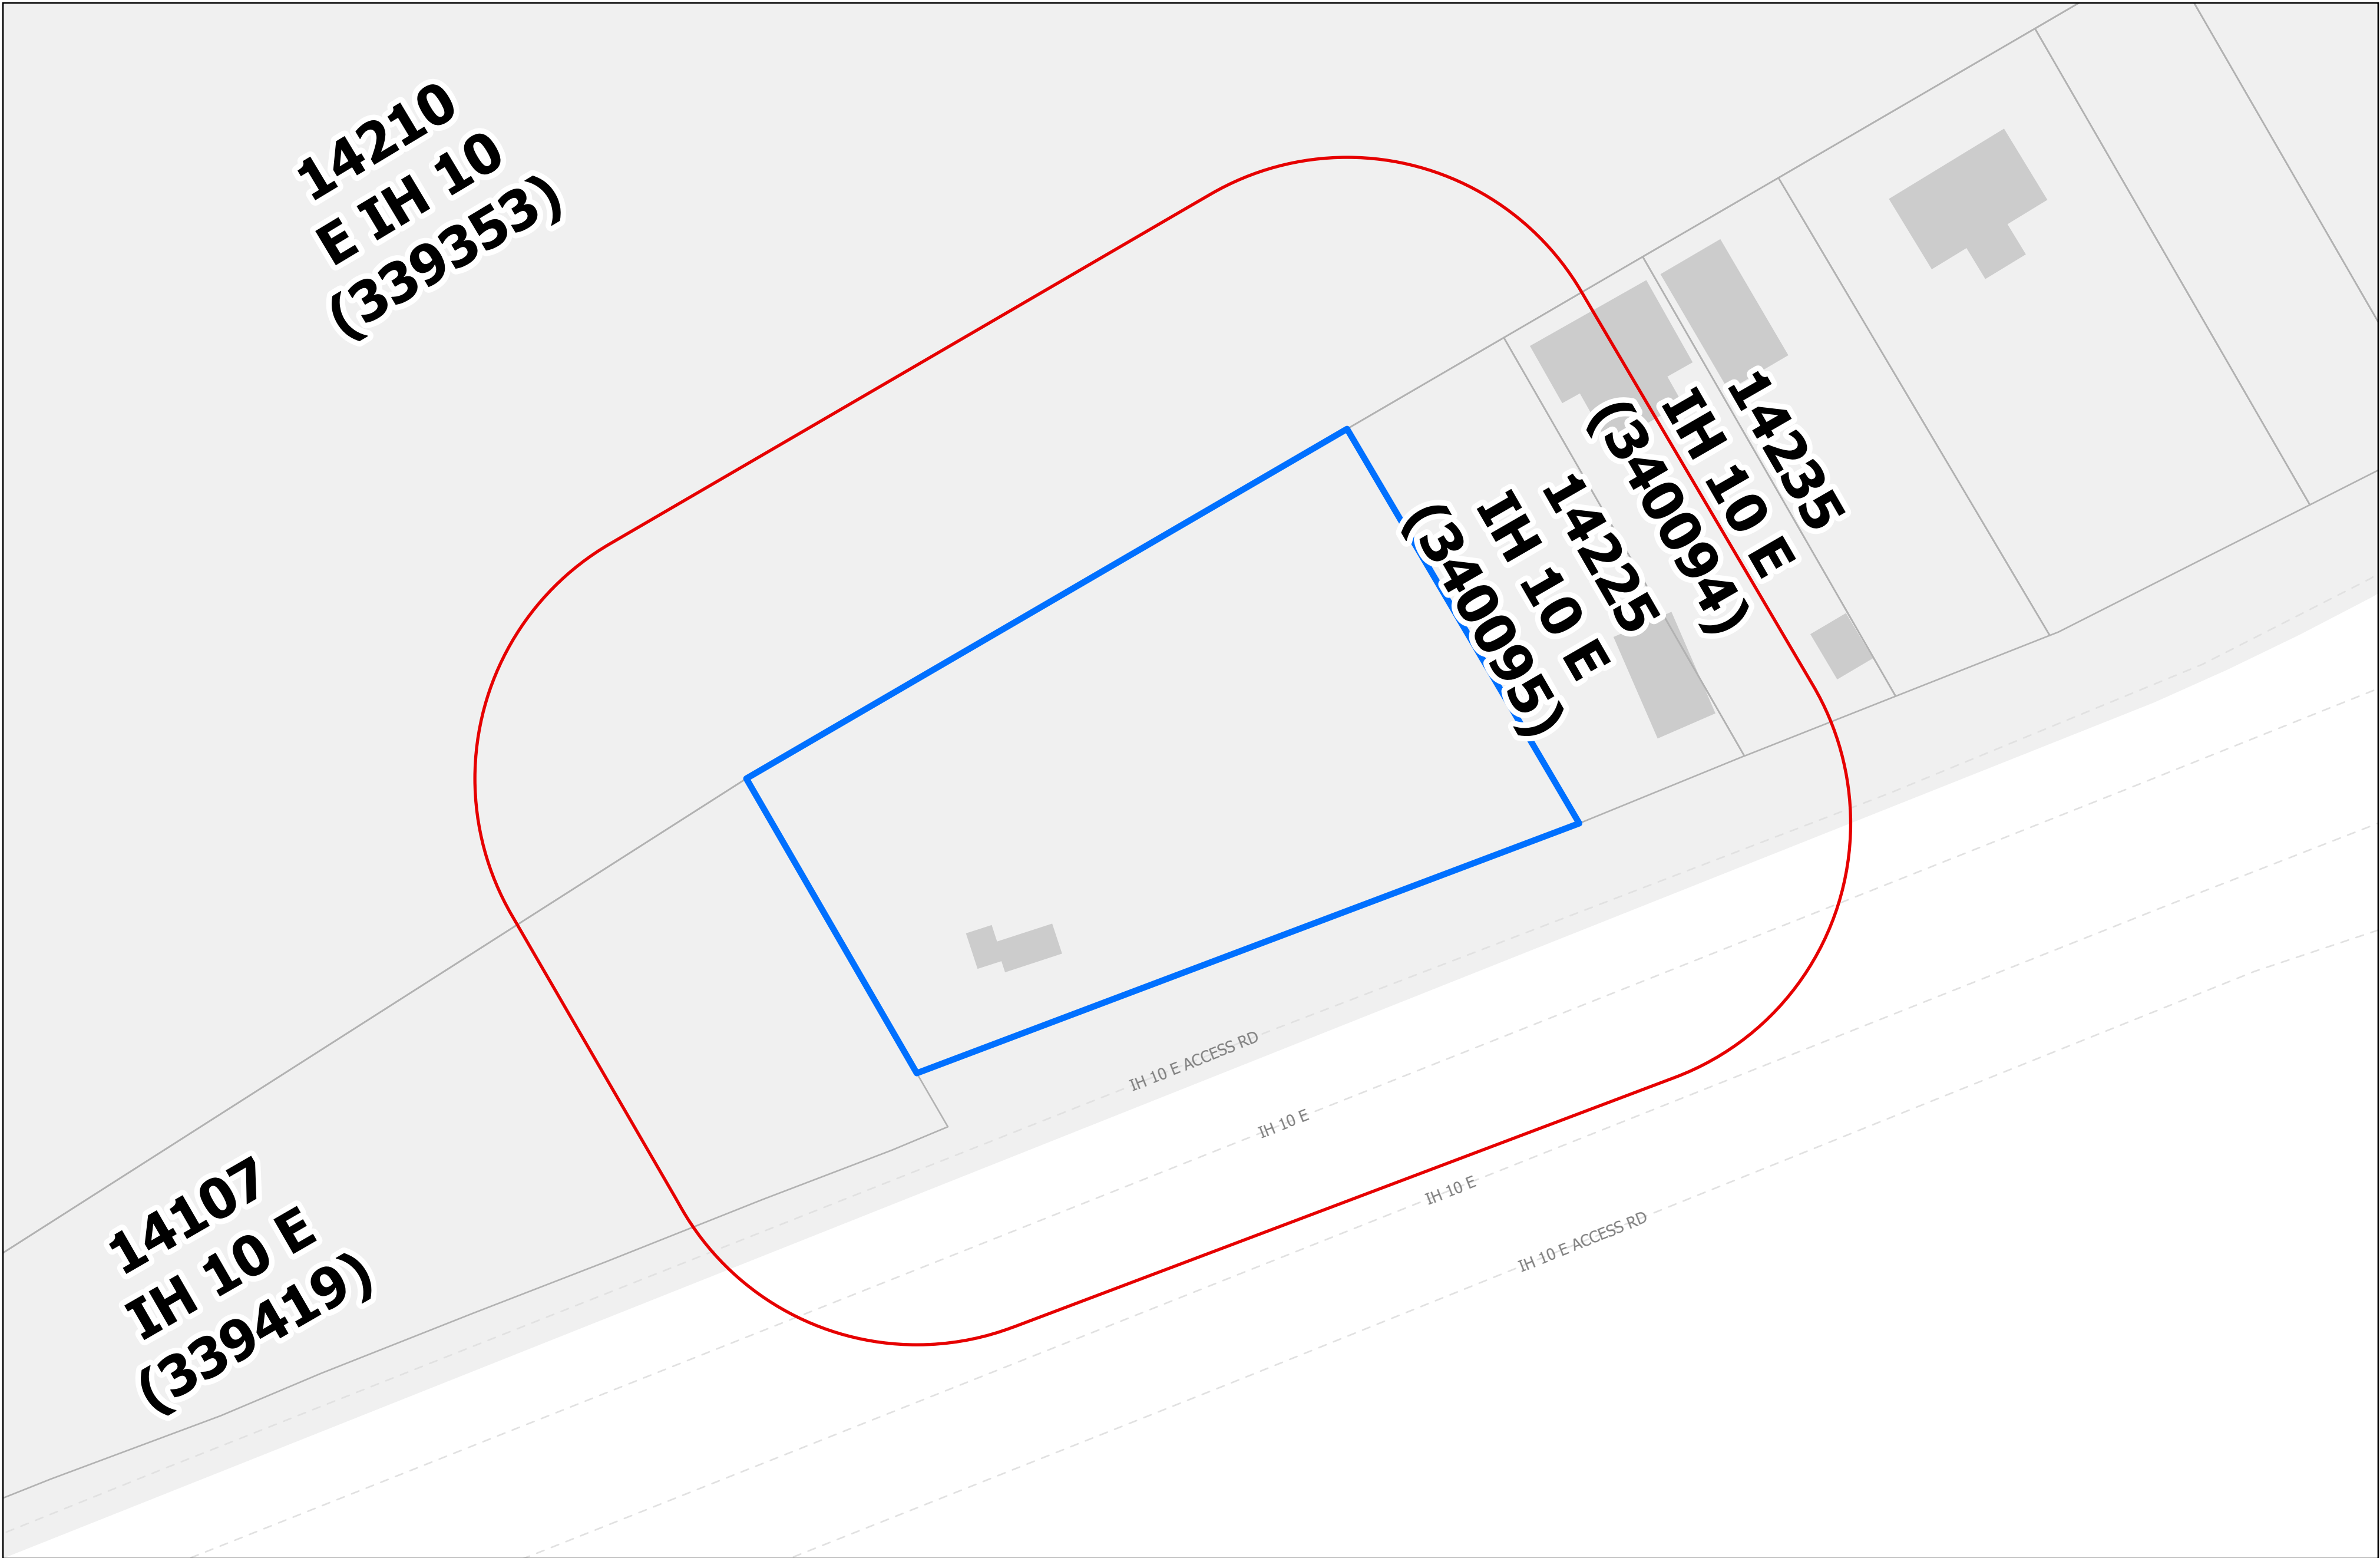 14210
E IH 10
(339353)
14235
IH 10 E
(340094)
14225
IH 10 E
(340095)
IH 10 E ACCESS RD
IH 10 E
IH 10 E
IH 10 E ACCESS RD
14107
IH 10 E
(339419)